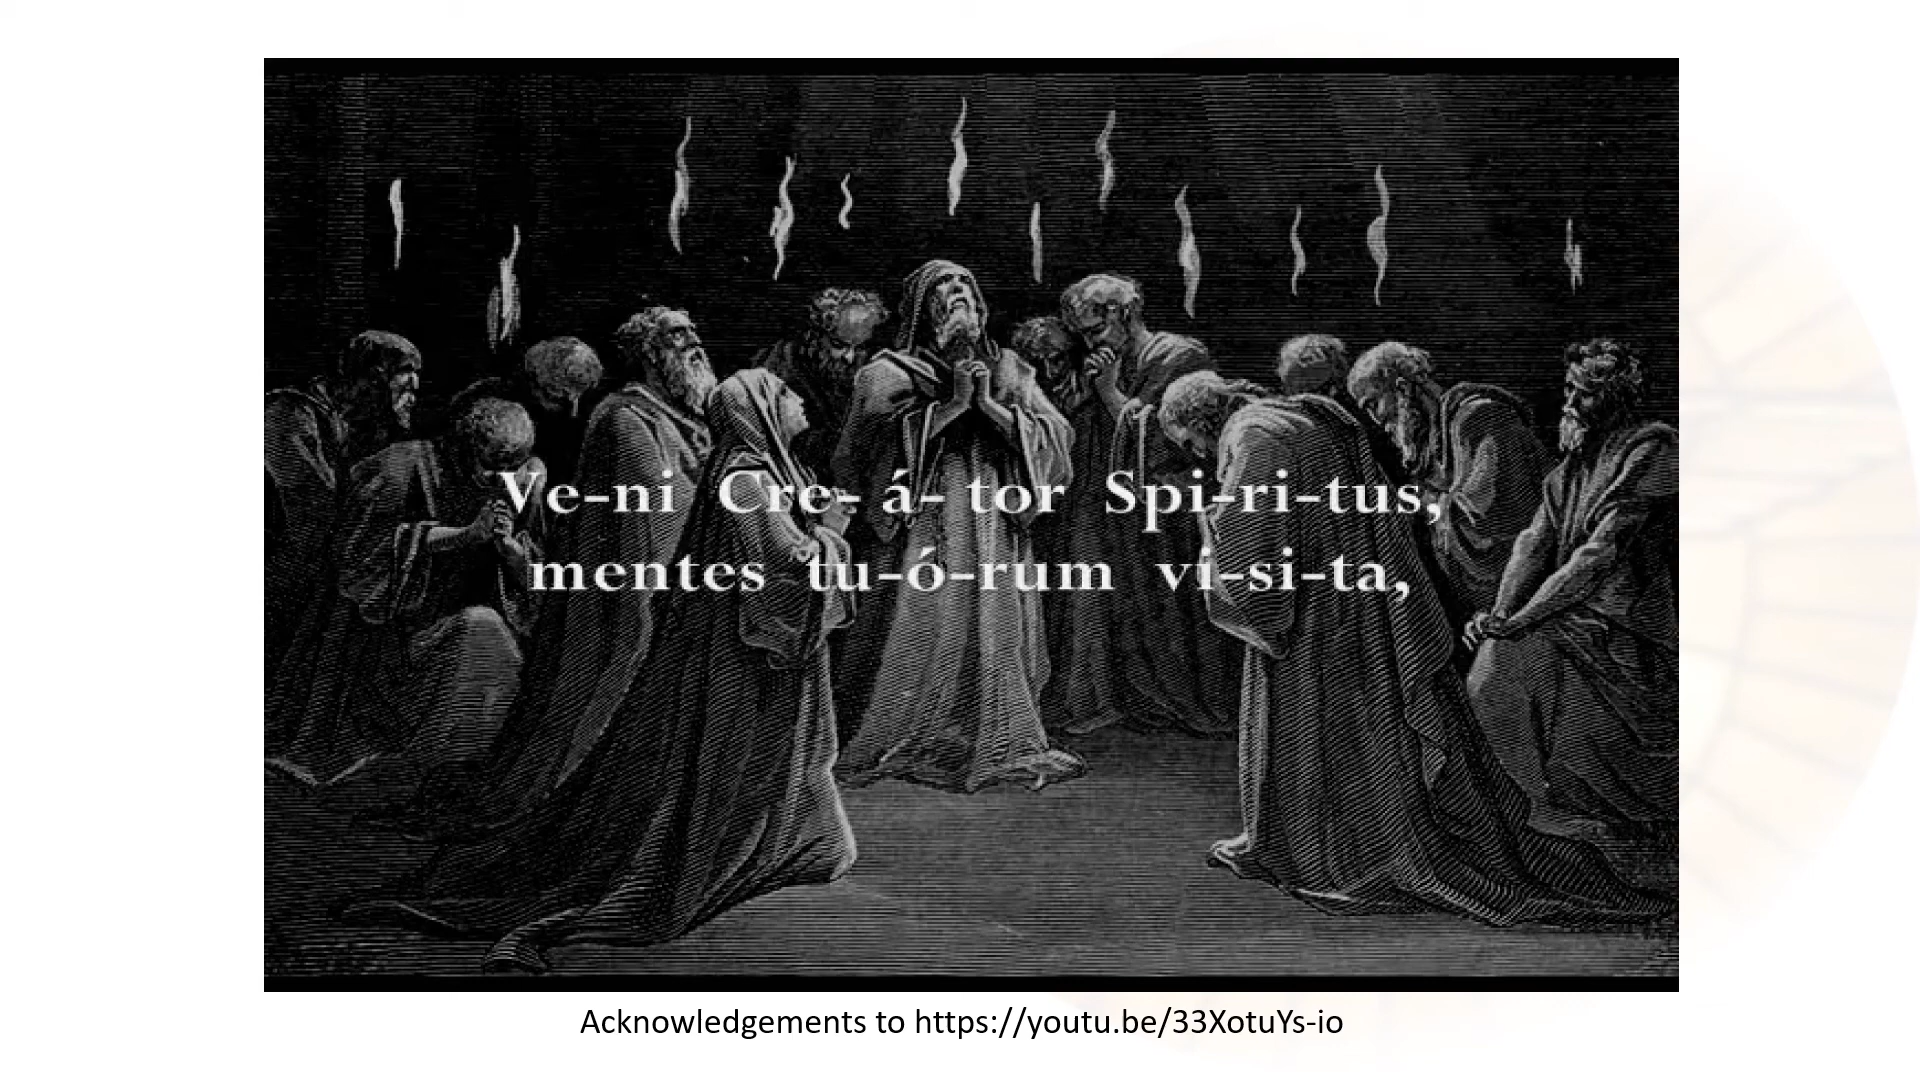 Ve-ni Cre- á- tor Spi-ri-tus,
mentes tu-ó-rum vi-si-ta,
Acknowledgements to https://youtu.be/33XotuYs-io